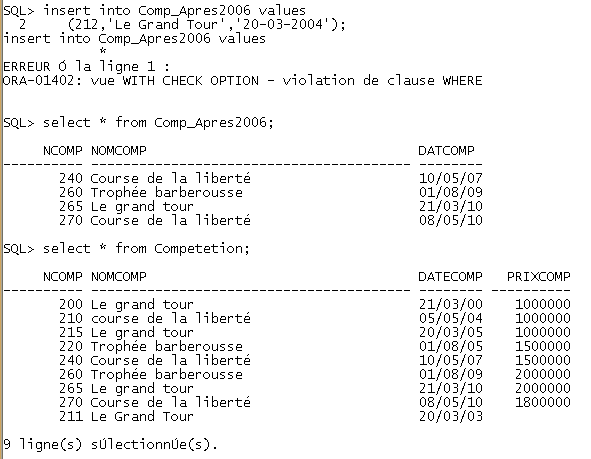 SQL> insert into Comp_Apres2006 values
  2     (212,'Le Grand Tour','20-03-2004');
insert into Comp_Apres2006 values
            *
ERREUR Ó la ligne 1 :
ORA-01402: vue WITH CHECK OPTION - violation de clause WHERE
SQL> select * from Comp_Apres2006;
     NCOMP NOMCOMP                                  DATCOMP
---------- ---------------------------------------- --------
       240 Course de la liberté                     10/05/07
       260 Trophée barberousse                      01/08/09
       265 Le grand tour                            21/03/10
       270 Course de la liberté                     08/05/10
SQL> select * from Competetion;
     NCOMP NOMCOMP                                  DATECOMP   PRIXCOMP
---------- ---------------------------------------- -------- ----------
       200 Le grand tour                            21/03/00    1000000
       210 course de la liberté                     05/05/04    1000000
       215 Le grand tour                            20/03/05    1000000
       220 Trophée barberousse                      01/08/05    1500000
       240 Course de la liberté                     10/05/07    1500000
       260 Trophée barberousse                      01/08/09    2000000
       265 Le grand tour                            21/03/10    2000000
       270 Course de la liberté                     08/05/10    1800000
       211 Le Grand Tour                            20/03/03
9 ligne(s) sÚlectionnÚe(s).